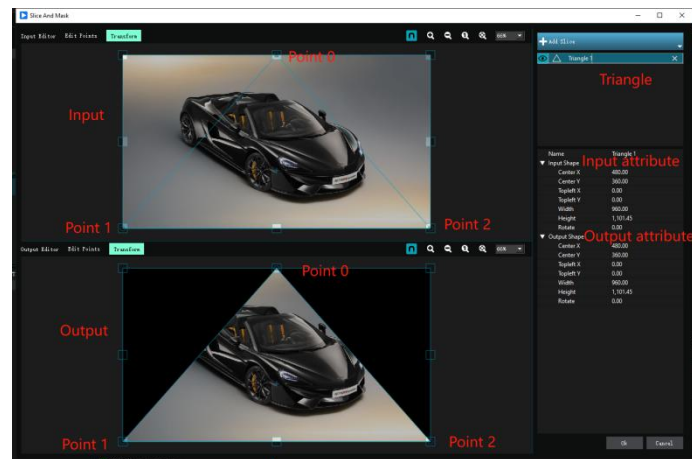 Slice And Mask
Input Editor Edit Points Transform 66%
Add Slice
Triangle 1
Point 0
Triangle
Input
Point 1
Point 2
Name Triangle 1
Input Shape
Input attribute
Center X 480.00
Center Y 360.00
Topleft X 0.00
Topleft Y 0.00
Width 960.00
Height 1,101.45
Rotate 0.00
Output Editor Edit Points Transform 66%
Output Shape
Output attribute
Center X 480.00
Center Y 360.00
Topleft X 0.00
Topleft Y 0.00
Width 960.00
Height 1,101.45
Rotate 0.00
Point 0
Output
Point 1
Point 2
Ok Cancel